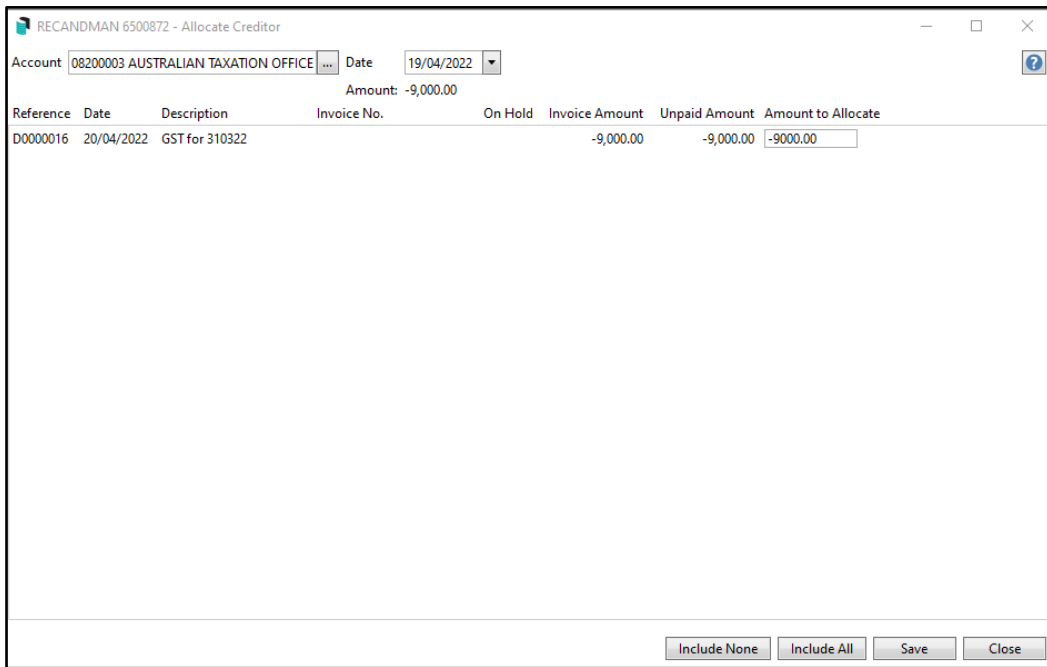 RECANDMAN 6500872 - Allocate Creditor
Account 08200003 AUSTRALIAN TAXATION OFFICE ... Date 19/04/2022
Amount: -9,000.00
Reference Date Description Invoice No. On Hold Invoice Amount Unpaid Amount Amount to Allocate
D0000016 20/04/2022 GST for 310322 -9,000.00 -9,000.00 -9000.00
Include None Include All Save Close